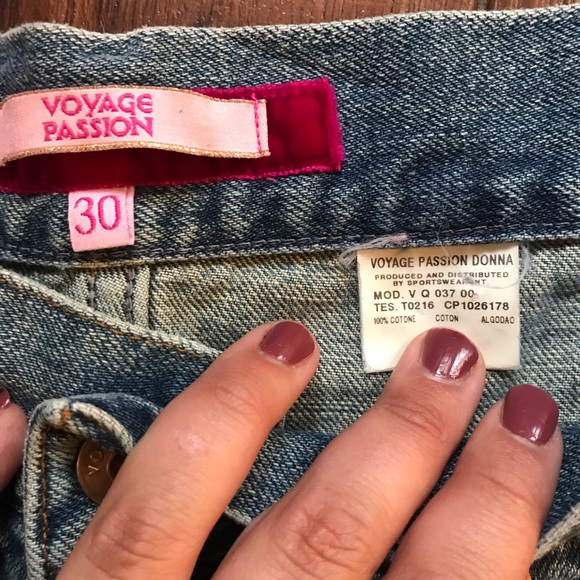 VOYAGE
PASSION
30
VOYAGE PASSION DONNA
PRODUCED AND DISTRIBUTED
BY
MOD. V Q 037 00
TES. T0216 CP1026178
100% COTONE COTON ALGODAO
VO